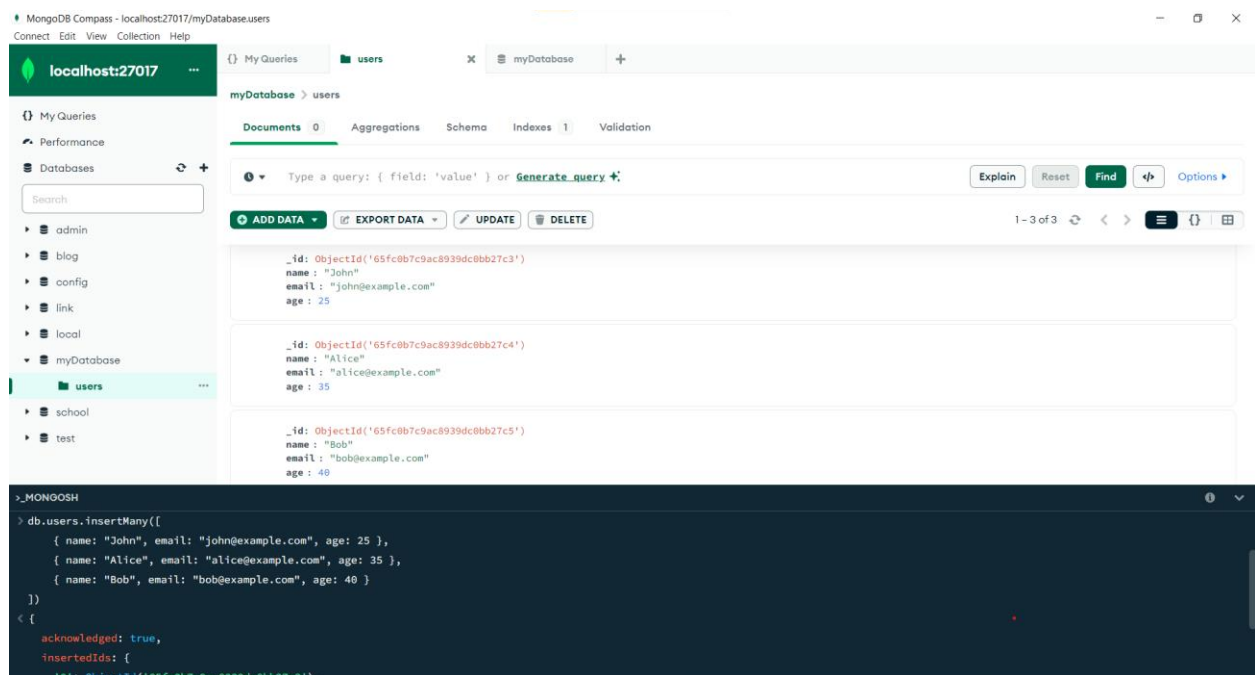 MongoDB Compass - localhost:27017/myDatabase.users
Connect Edit View Collection Help
localhost:27017 ...
{} My Queries
Performance
Databases
Search
admin
blog
config
link
local
myDatabase
users ...
school
test
{} My Queries users myDatabase +
myDatabase > users
Documents 0 Aggregations Schema Indexes 1 Validation
Type a query: { field: 'value' } or Generate query Explain Reset Find </> Options
ADD DATA EXPORT DATA UPDATE DELETE 1 – 3 of 3 {}
_id: ObjectId('65fc0b7c9ac8939dc0bb27c3')
name : "John"
email : "john@example.com"
age : 25
_id: ObjectId('65fc0b7c9ac8939dc0bb27c4')
name : "Alice"
email : "alice@example.com"
age : 35
_id: ObjectId('65fc0b7c9ac8939dc0bb27c5')
name : "Bob"
email : "bob@example.com"
age : 40
>_MONGOSH
> db.users.insertMany([
{ name: "John", email: "john@example.com", age: 25 },
{ name: "Alice", email: "alice@example.com", age: 35 },
{ name: "Bob", email: "bob@example.com", age: 40 }
])
< {
acknowledged: true,
insertedIds: {